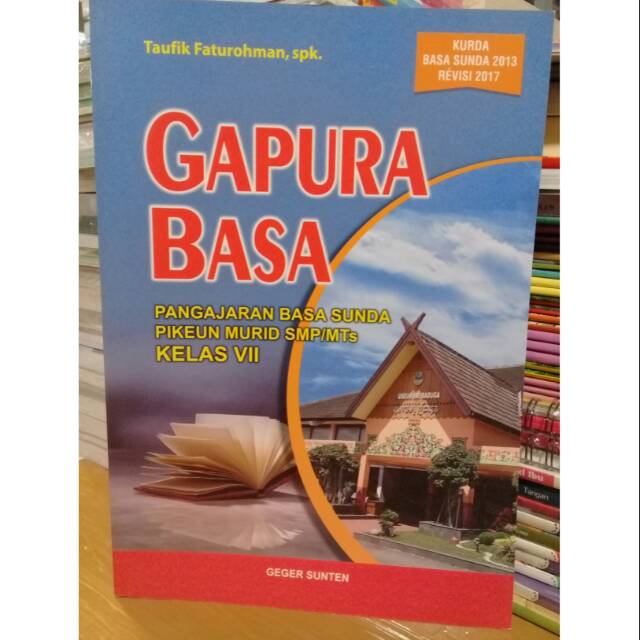 Taufik Faturohman, spk.
KURDA
BASA SUNDA 2013
REVISI 2017
GAPURA
BASA
PANGAJARAN BASA SUNDA
PIKEUN MURID SMP/MTs
KELAS VII
GEGER SUNTEN
Tangan